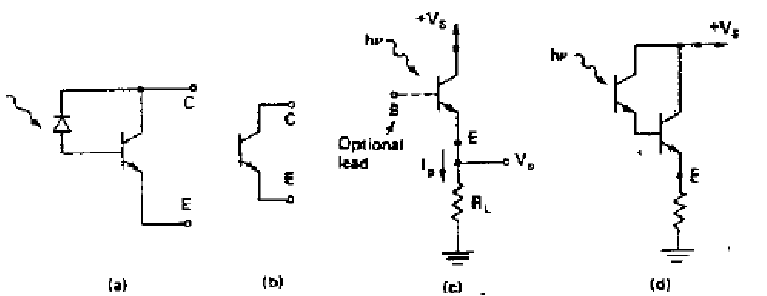 C
E
(a)
C
E
(b)
+Vs
hν
B
Optional
lead
E
Ip
Vo
RL
(c)
+Vs
hν
E
(d)